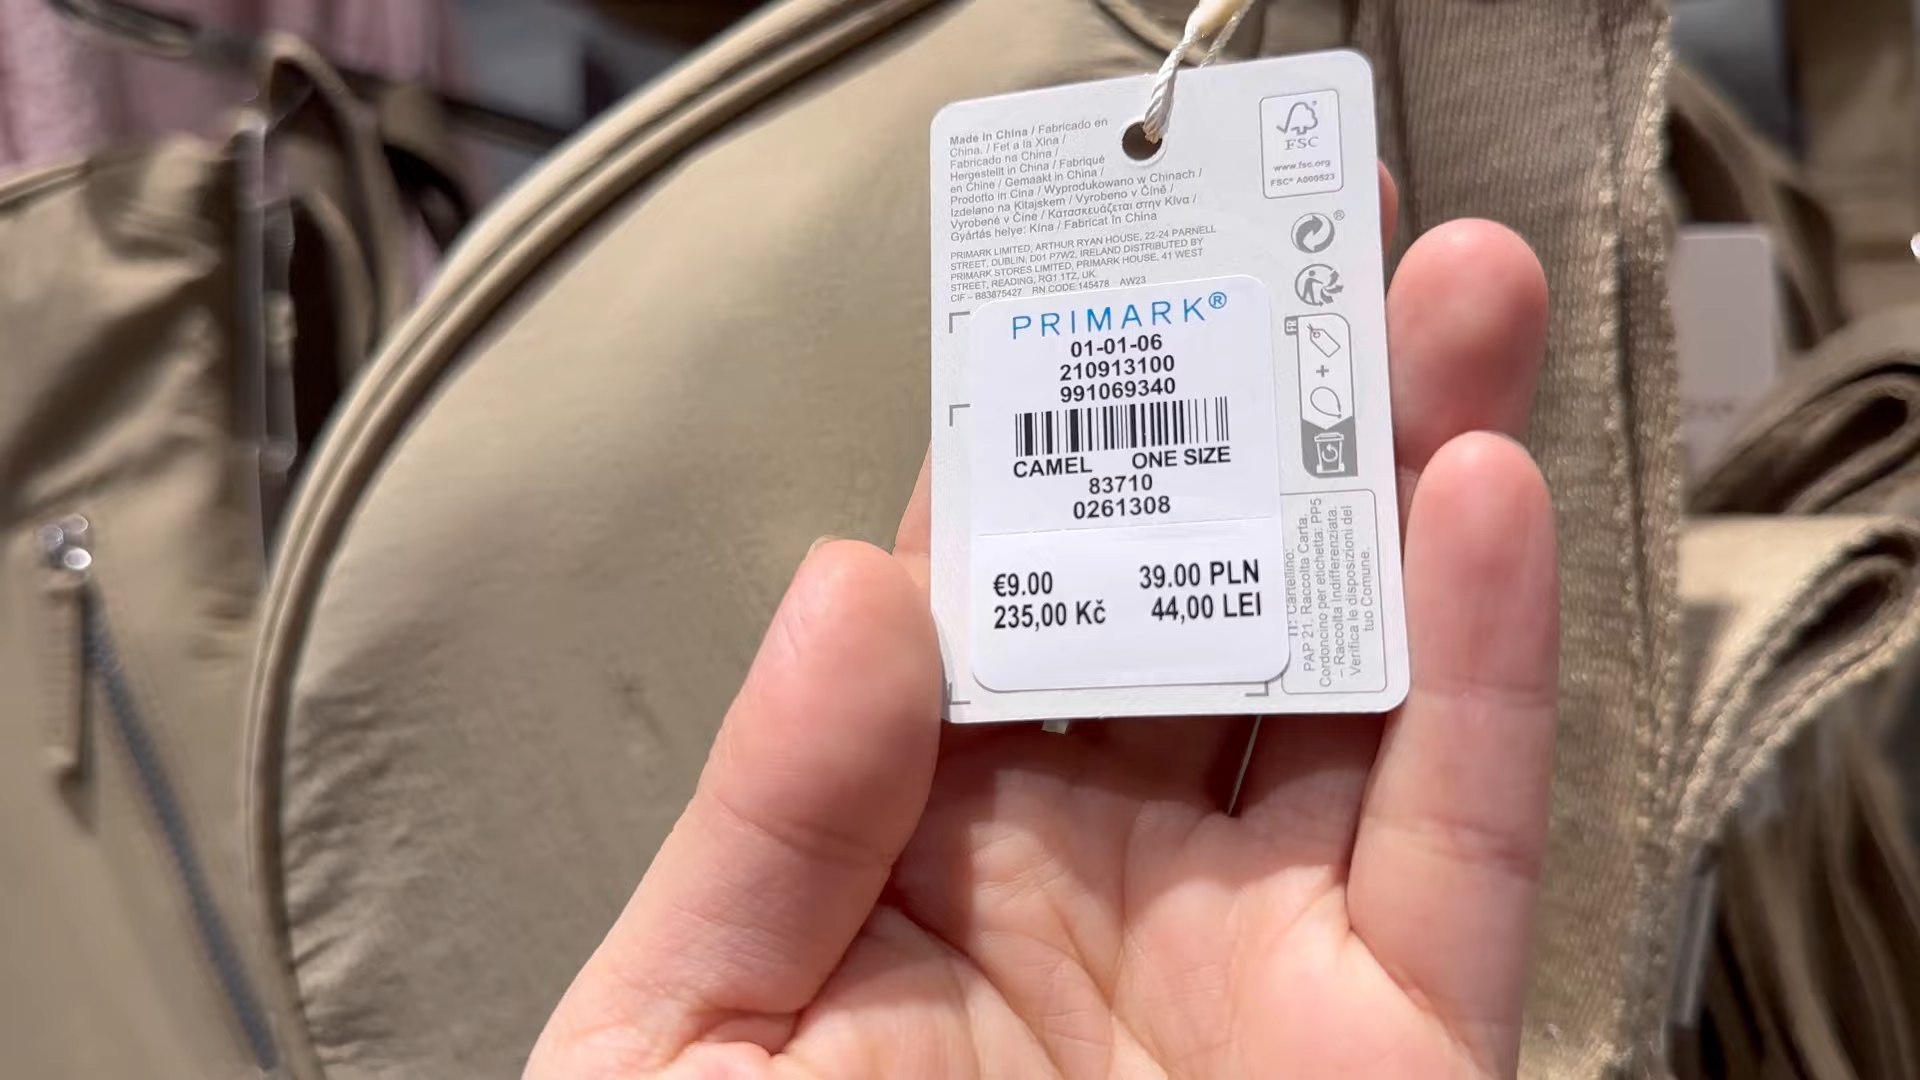 Made in China / Fabricado en
China. / Fet a la Xina /
Fabricado na China /
Hergestellt in China / Fabriqué
en Chine / Gemaakt in China /
Prodotto in Cina / Wyprodukowano w Chinach /
Izdelano na Kitajskem / Vyrobeno v Číně /
Vyrobené v Číne / Κατασκευάζεται στην Κίνα /
Gyártás helye: Kína / Fabricat în China
PRIMARK LIMITED, ARTHUR RYAN HOUSE, 22-24 PARNELL
STREET, DUBLIN, D01 P7W2, IRELAND DISTRIBUTED BY
PRIMARK STORES LIMITED, PRIMARK HOUSE, 41 WEST
STREET, READING, RG1 1TZ, UK
CIF – B83875427 RN CODE 145478 AW23
FSC
www.fsc.org
FSC® A000523
®
FR
+
PRIMARK®
01-01-06
210913100
991069340
CAMEL ONE SIZE
83710
0261308
€9.00 39.00 PLN
235,00 Kč 44,00 LEI
IT: Cartellino:
PAP 21, Raccolta Carta.
Cordoncino per etichetta: PP5
– Raccolta Indifferenziata.
Verifica le disposizioni del
tuo Comune.